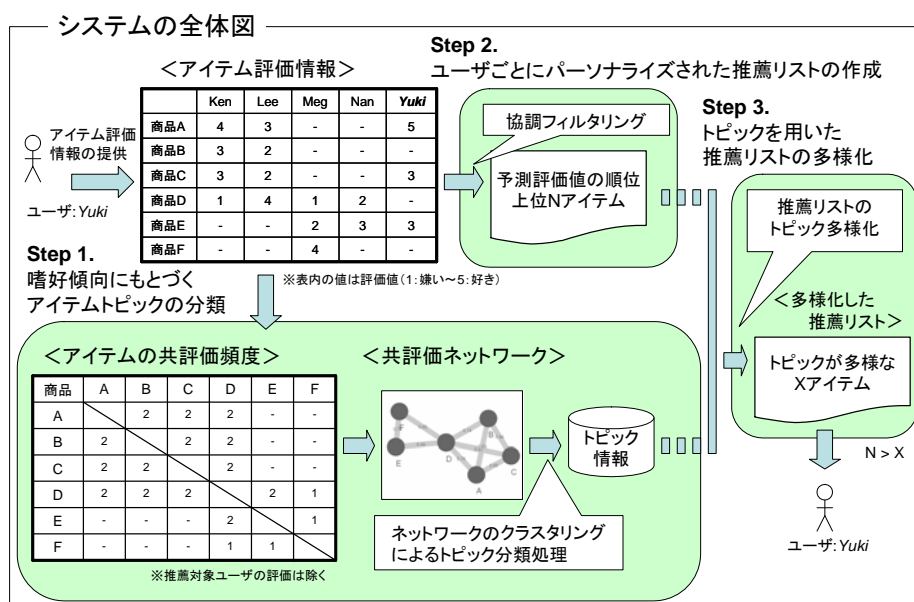 システムの全体図
Step 2.
ユーザごとにパーソナライズされた推薦リストの作成
<アイテム評価情報>
Ken Lee Meg Nan Yuki
商品A 4 3 - - 5
商品B 3 2 - - -
商品C 3 2 - - 3
商品D 1 4 1 2 -
商品E - - 2 3 3
商品F - - 4 - -
※表内の値は評価値(1:嫌い~5:好き)
アイテム評価
情報の提供
ユーザ:Yuki
協調フィルタリング
予測評価値の順位
上位Nアイテム
Step 3.
トピックを用いた
推薦リストの多様化
推薦リストの
トピック多様化
<多様化した
推薦リスト>
トピックが多様な
Xアイテム
N > X
ユーザ:Yuki
Step 1.
嗜好傾向にもとづく
アイテムトピックの分類
<アイテムの共評価頻度>
商品 A B C D E F
A 2 2 2 - -
B 2 2 2 - -
C 2 2 2 - -
D 2 2 2 2 1
E - - - 2 1
F - - - 1 1
※推薦対象ユーザの評価は除く
<共評価ネットワーク>
F
B
E
D
C
A
トピック
情報
ネットワークのクラスタリング
によるトピック分類処理